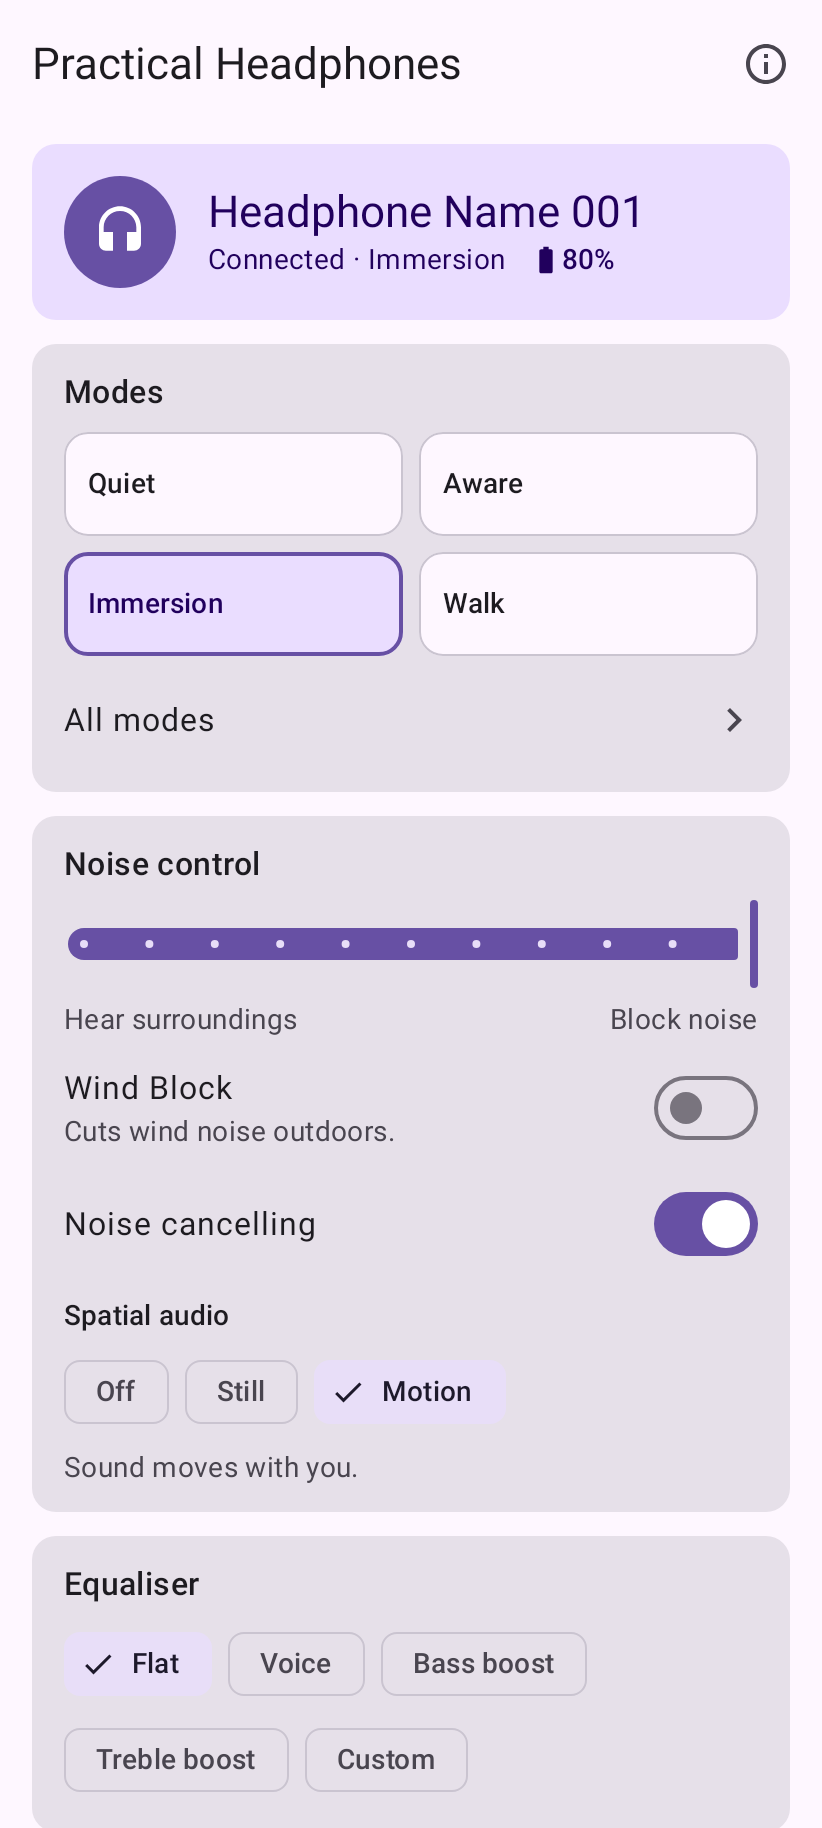 Practical Headphones
Headphone Name 001
Connected · Immersion 80%
Modes
Quiet
Aware
Immersion
Walk
All modes
Noise control
Hear surroundings
Block noise
Wind Block
Cuts wind noise outdoors.
Noise cancelling
Spatial audio
Off
Still
Motion
Sound moves with you.
Equaliser
Flat
Voice
Bass boost
Treble boost
Custom